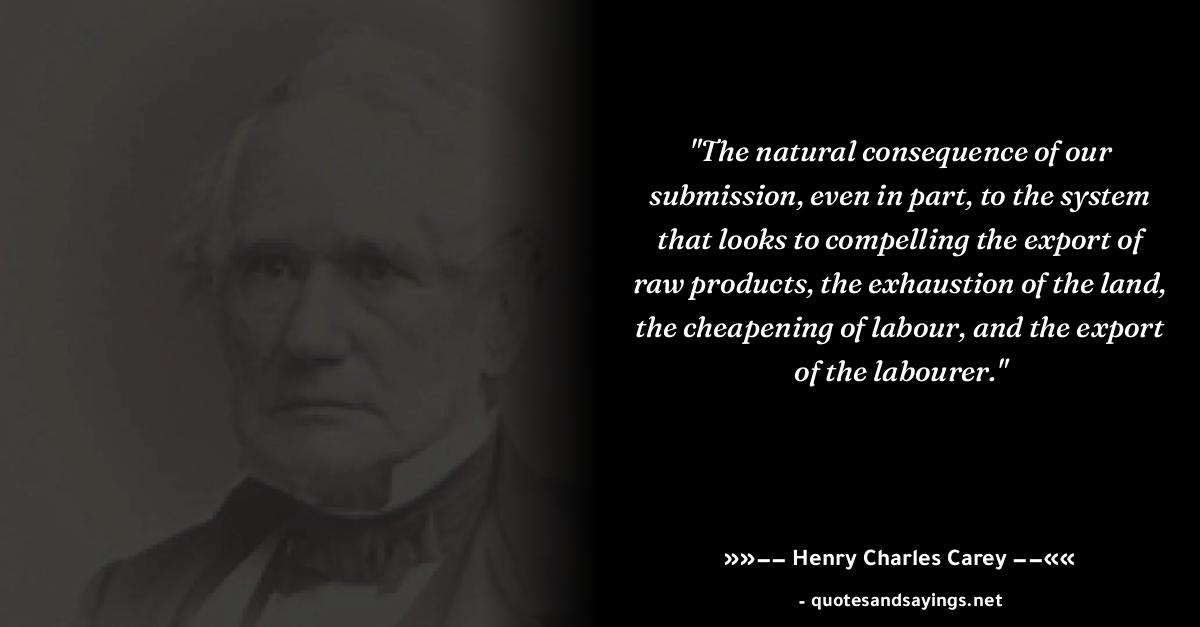 "The natural consequence of our
submission, even in part, to the system
that looks to compelling the export of
raw products, the exhaustion of the land,
the cheapening of labour, and the export
of the labourer."
»»–– Henry Charles Carey ––««
- quotesandsayings.net